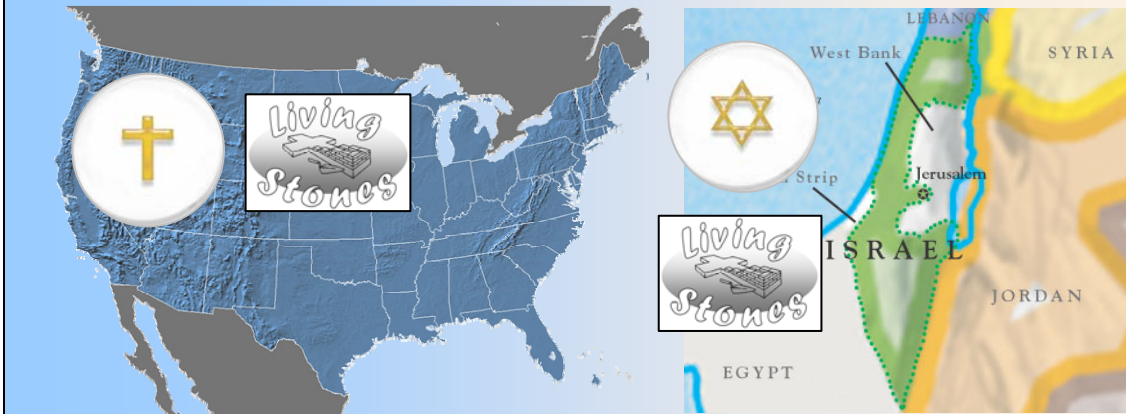 Living
Stones
LEBANON
West Bank
SYRIA
Strip
Jerusalem
Living
Stones
ISRAEL
JORDAN
EGYPT